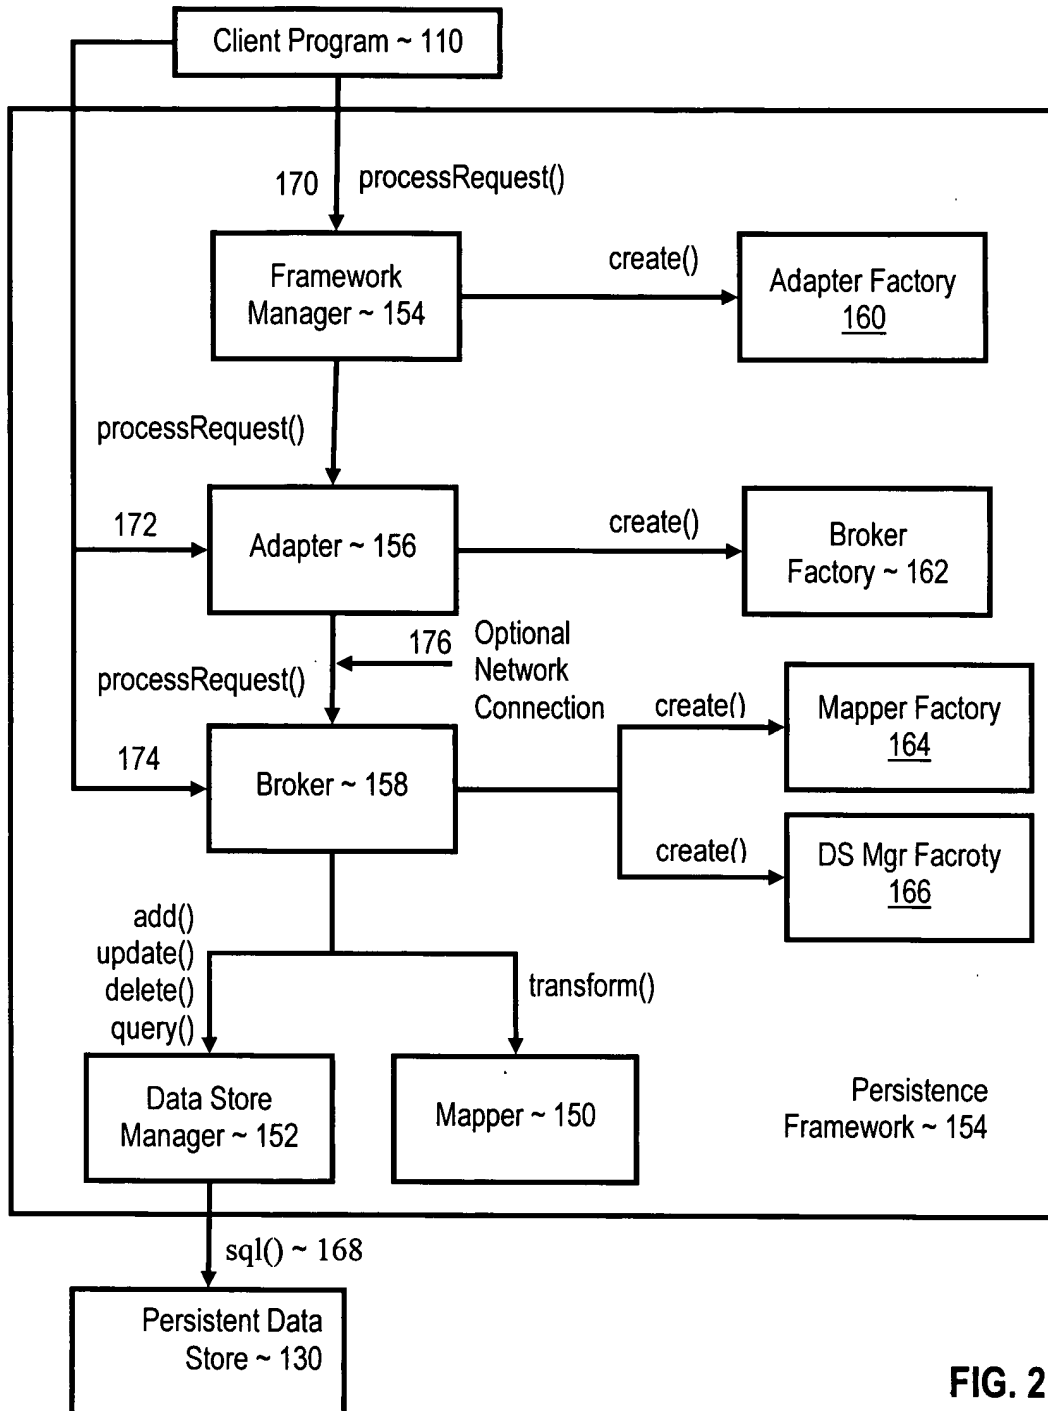 Client Program ~ 110
170
processRequest()
Framework
Manager ~ 154
create()
Adapter Factory
160
processRequest()
172
Adapter ~ 156
create()
Broker
Factory ~ 162
176
Optional
Network
Connection
processRequest()
174
Broker ~ 158
create()
Mapper Factory
164
create()
DS Mgr Facroty
166
add()
update()
delete()
query()
transform()
Data Store
Manager ~ 152
Mapper ~ 150
Persistence
Framework ~ 154
sql() ~ 168
Persistent Data
Store ~ 130
FIG. 2